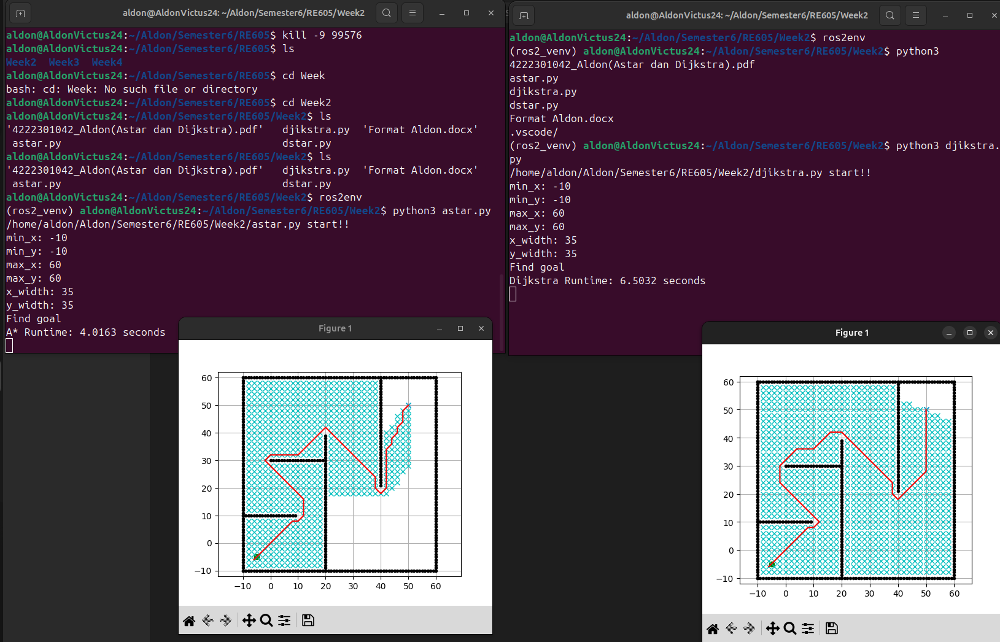 aldon@AldonVictus24: ~/Aldon/Semester6/RE605/Week2
aldon@AldonVictus24:~/Aldon/Semester6/RE605$ kill -9 99576
aldon@AldonVictus24:~/Aldon/Semester6/RE605$ ls
Week2  Week3  Week4
aldon@AldonVictus24:~/Aldon/Semester6/RE605$ cd Week
bash: cd: Week: No such file or directory
aldon@AldonVictus24:~/Aldon/Semester6/RE605$ cd Week2
aldon@AldonVictus24:~/Aldon/Semester6/RE605/Week2$ ls
'4222301042_Aldon(Astar dan Dijkstra).pdf'   djikstra.py  'Format Aldon.docx'
 astar.py                                    dstar.py
aldon@AldonVictus24:~/Aldon/Semester6/RE605/Week2$ ls
'4222301042_Aldon(Astar dan Dijkstra).pdf'   djikstra.py  'Format Aldon.docx'
 astar.py                                    dstar.py
aldon@AldonVictus24:~/Aldon/Semester6/RE605/Week2$ ros2env
(ros2_venv) aldon@AldonVictus24:~/Aldon/Semester6/RE605/Week2$ python3 astar.py
/home/aldon/Aldon/Semester6/RE605/Week2/astar.py start!!
min_x: -10
min_y: -10
max_x: 60
max_y: 60
x_width: 35
y_width: 35
Find goal
A* Runtime: 4.0163 seconds
aldon@AldonVictus24: ~/Aldon/Semester6/RE605/Week2
aldon@AldonVictus24:~/Aldon/Semester6/RE605/Week2$ ros2env
(ros2_venv) aldon@AldonVictus24:~/Aldon/Semester6/RE605/Week2$ python3
4222301042_Aldon(Astar dan Dijkstra).pdf
astar.py
djikstra.py
dstar.py
Format Aldon.docx
.vscode/
(ros2_venv) aldon@AldonVictus24:~/Aldon/Semester6/RE605/Week2$ python3 djikstra.
py
/home/aldon/Aldon/Semester6/RE605/Week2/djikstra.py start!!
min_x: -10
min_y: -10
max_x: 60
max_y: 60
x_width: 35
y_width: 35
Find goal
Dijkstra Runtime: 6.5032 seconds
Figure 1
60
50
40
30
20
10
0
−10
−10 0 10 20 30 40 50 60
Figure 1
60
50
40
30
20
10
0
−10
−10 0 10 20 30 40 50 60